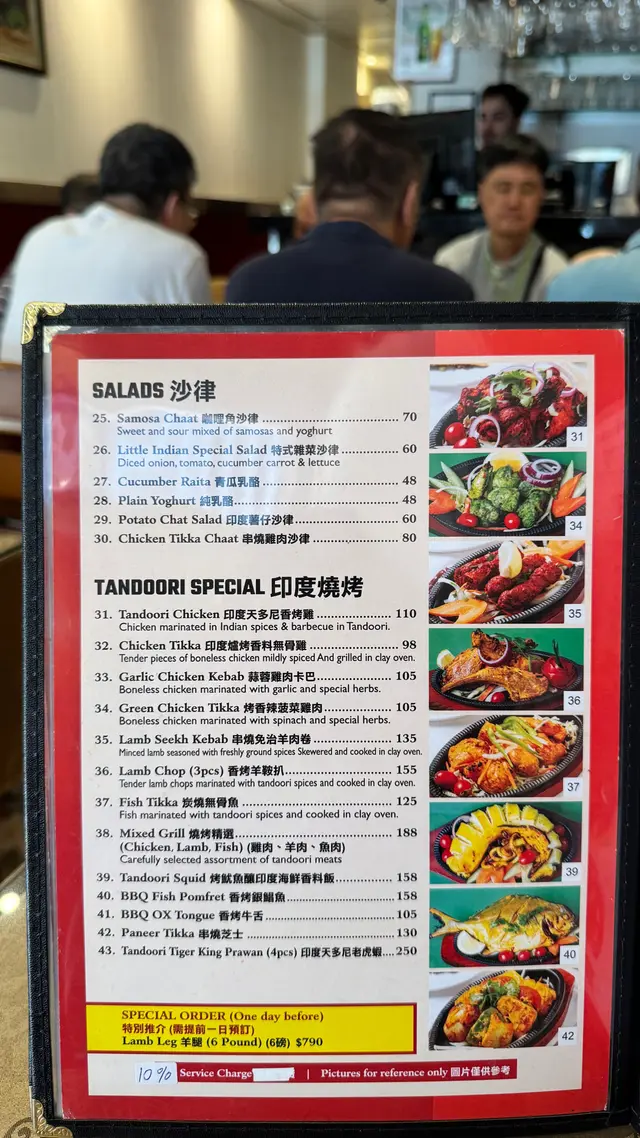 SALADS 沙律
25. Samosa Chaat 咖喱角沙律 70
Sweet and sour mixed of samosas and yoghurt
26. Little Indian Special Salad 特式雜菜沙律 60
Diced onion, tomato, cucumber carrot & lettuce
27. Cucumber Raita 青瓜乳酪 48
28. Plain Yoghurt 純乳酪 48
29. Potato Chat Salad 印度薯仔沙律 60
30. Chicken Tikka Chaat 串燒雞肉沙律 80
TANDOORI SPECIAL 印度燒烤
31. Tandoori Chicken 印度天多尼香烤雞 110
Chicken marinated in Indian spices & barbecue in Tandoori.
32. Chicken Tikka 印度爐烤香料無骨雞 98
Tender pieces of boneless chicken mildly spiced And grilled in clay oven.
33. Garlic Chicken Kebab 蒜蓉雞肉卡巴 105
Boneless chicken marinated with garlic and special herbs.
34. Green Chicken Tikka 烤香辣菠菜雞肉 105
Boneless chicken marinated with spinach and special herbs.
35. Lamb Seekh Kebab 串燒免治羊肉卷 135
Minced lamb seasoned with freshly ground spices Skewered and cooked in clay oven.
36. Lamb Chop (3pcs) 香烤羊鞍扒 155
Tender lamb chops marinated with tandoori spices and cooked in clay oven.
37. Fish Tikka 炭燒無骨魚 125
Fish marinated with tandoori spices and cooked in clay oven.
38. Mixed Grill 燒烤精選 188
(Chicken, Lamb, Fish) (雞肉、羊肉、魚肉)
Carefully selected assortment of tandoori meats
39. Tandoori Squid 烤魷魚釀印度海鮮香料飯 158
40. BBQ Fish Pomfret 香烤銀鯧魚 158
41. BBQ OX Tongue 香烤牛舌 105
42. Paneer Tikka 串燒芝士 130
43. Tandoori Tiger King Prawan (4pcs) 印度天多尼老虎蝦 250
SPECIAL ORDER (One day before)
特別推介 (需提前一日預訂)
Lamb Leg 羊腿 (6 Pound) (6磅) $790
10% Service Charge | Pictures for reference only 圖片僅供參考
31
34
35
36
37
39
40
42